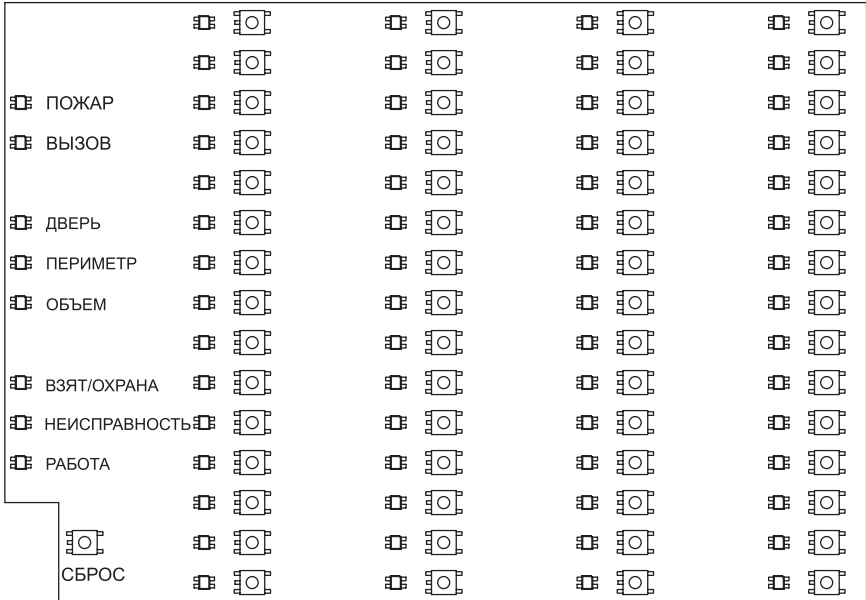 ПОЖАР
ВЫЗОВ
ДВЕРЬ
ПЕРИМЕТР
ОБЪЕМ
ВЗЯТ/ОХРАНА
НЕИСПРАВНОСТЬ
РАБОТА
СБРОС